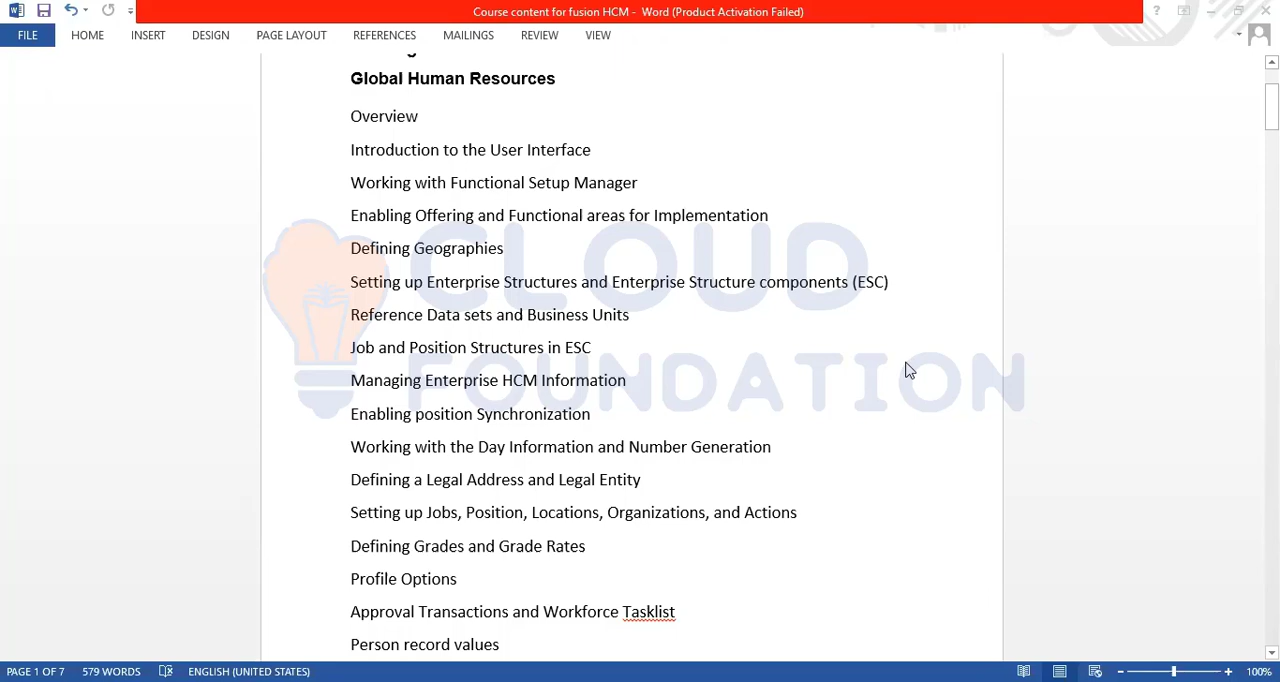 Course content for fusion HCM - Word (Product Activation Failed)
FILE HOME INSERT DESIGN PAGE LAYOUT REFERENCES MAILINGS REVIEW VIEW
Global Human Resources
Overview
Introduction to the User Interface
Working with Functional Setup Manager
Enabling Offering and Functional areas for Implementation
Defining Geographies
Setting up Enterprise Structures and Enterprise Structure components (ESC)
Reference Data sets and Business Units
Job and Position Structures in ESC
Managing Enterprise HCM Information
Enabling position Synchronization
Working with the Day Information and Number Generation
Defining a Legal Address and Legal Entity
Setting up Jobs, Position, Locations, Organizations, and Actions
Defining Grades and Grade Rates
Profile Options
Approval Transactions and Workforce Tasklist
Person record values
CLOUD
FOUNDATION
PAGE 1 OF 7 579 WORDS ENGLISH (UNITED STATES) 100%